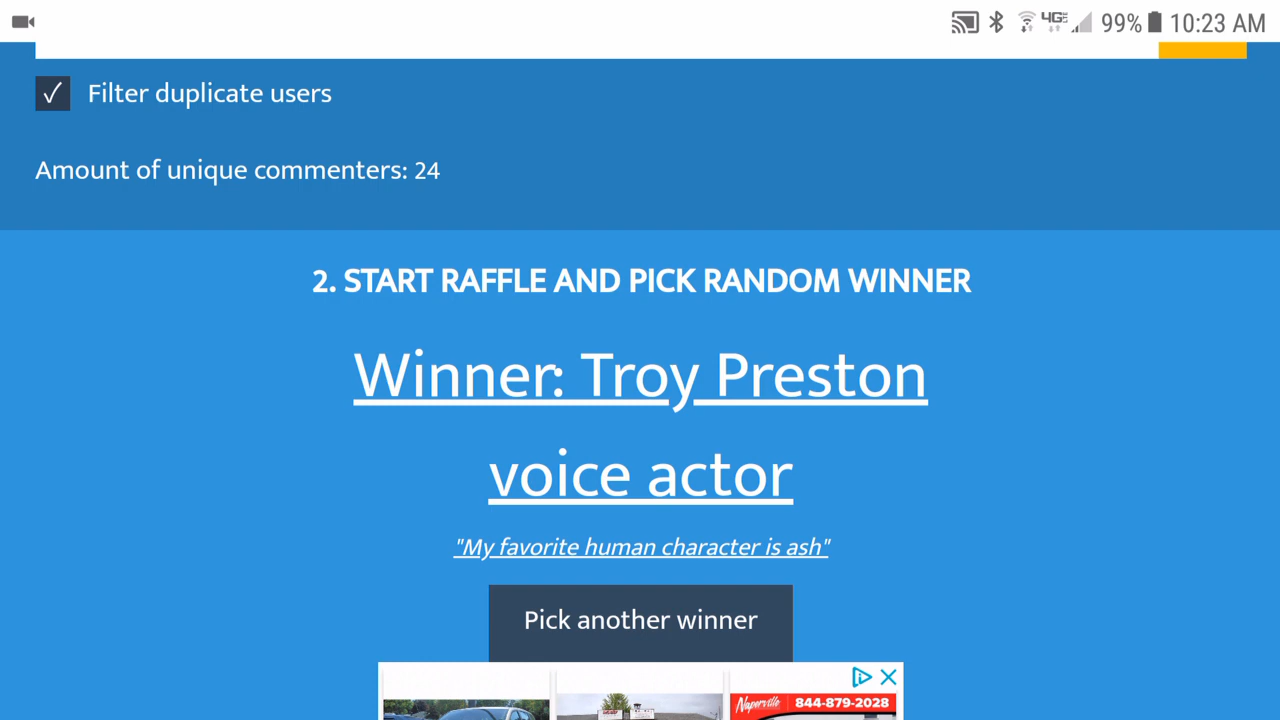 4GE 99% 10:23 AM
✓ Filter duplicate users
Amount of unique commenters: 24
2. START RAFFLE AND PICK RANDOM WINNER
Winner: Troy Preston
voice actor
"My favorite human character is ash"
Pick another winner
Naperville 844-879-2028